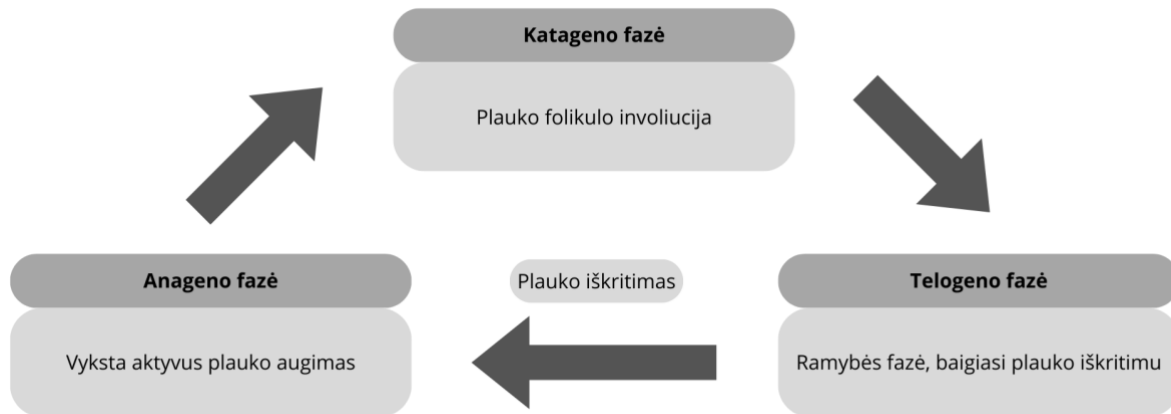 Katageno fazė
Plauko folikulo involiucija
Anageno fazė
Vyksta aktyvus plauko augimas
Plauko iškritimas
Telogeno fazė
Ramybės fazė, baigiasi plauko iškritimu